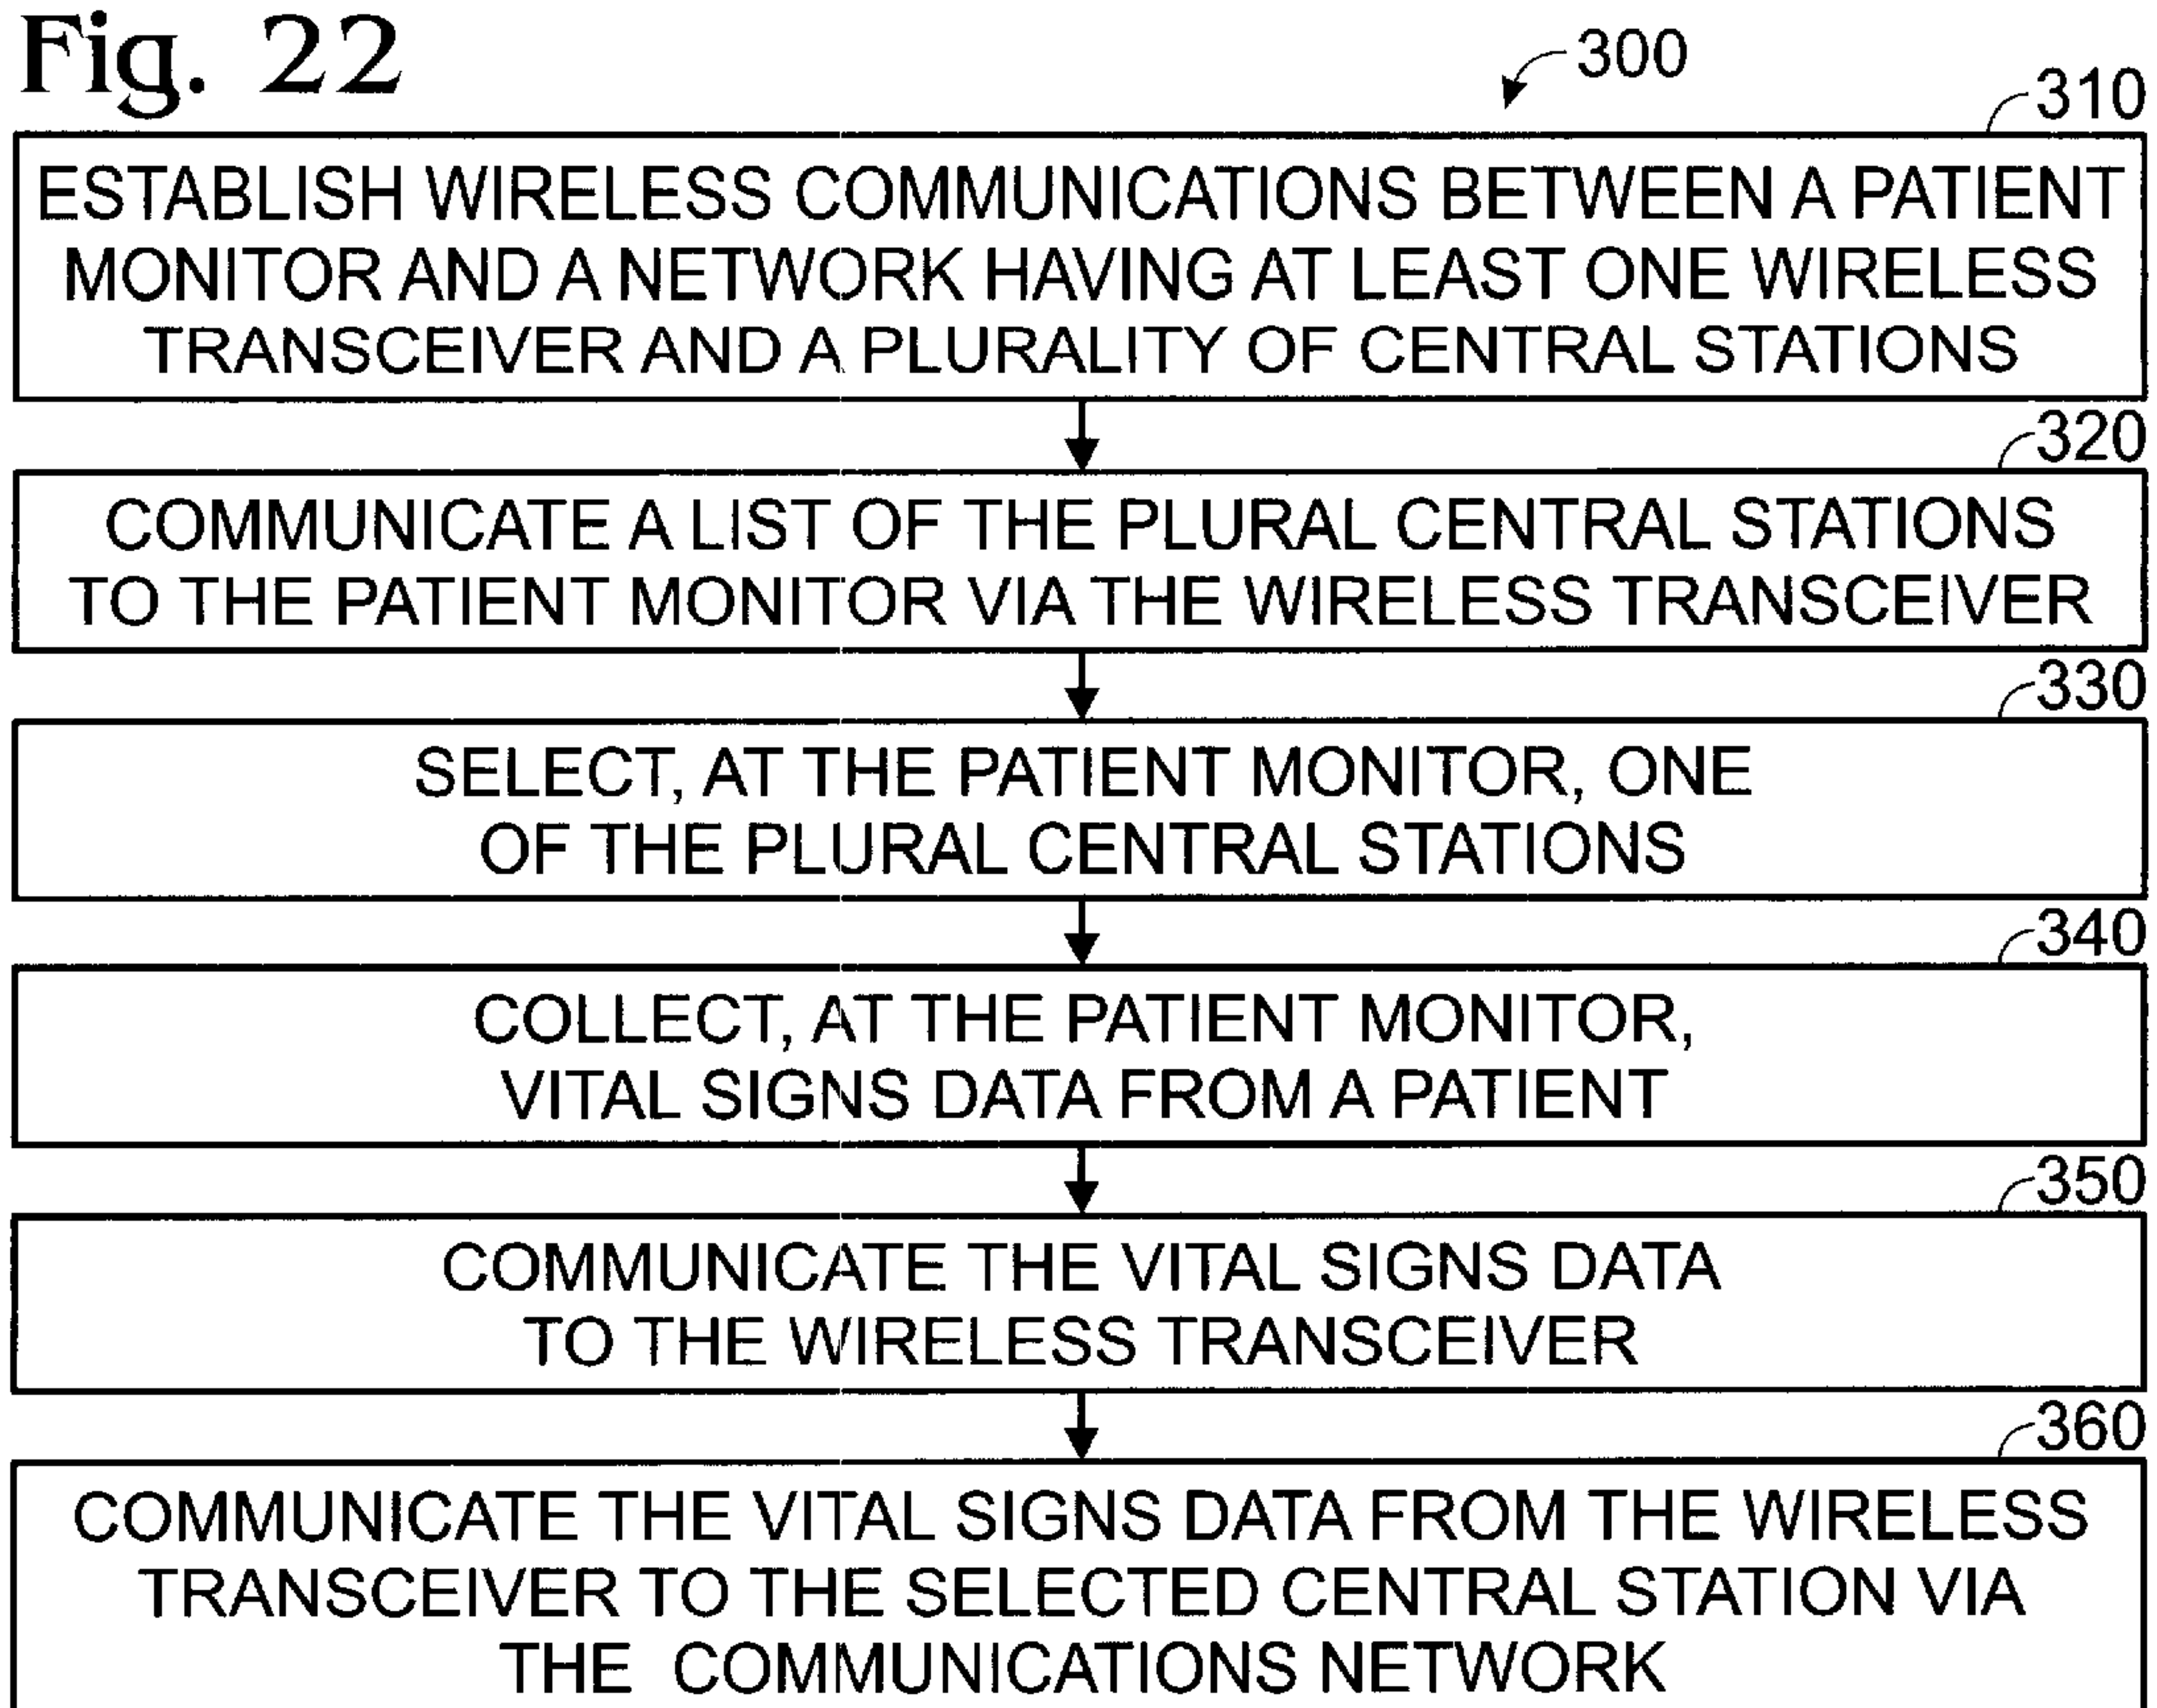 Fig. 22
300
310
ESTABLISH WIRELESS COMMUNICATIONS BETWEEN A PATIENT
MONITOR AND A NETWORK HAVING AT LEAST ONE WIRELESS
TRANSCEIVER AND A PLURALITY OF CENTRAL STATIONS
320
COMMUNICATE A LIST OF THE PLURAL CENTRAL STATIONS
TO THE PATIENT MONITOR VIA THE WIRELESS TRANSCEIVER
330
SELECT, AT THE PATIENT MONITOR, ONE
OF THE PLURAL CENTRAL STATIONS
340
COLLECT, AT THE PATIENT MONITOR,
VITAL SIGNS DATA FROM A PATIENT
350
COMMUNICATE THE VITAL SIGNS DATA
TO THE WIRELESS TRANSCEIVER
360
COMMUNICATE THE VITAL SIGNS DATA FROM THE WIRELESS
TRANSCEIVER TO THE SELECTED CENTRAL STATION VIA
THE COMMUNICATIONS NETWORK